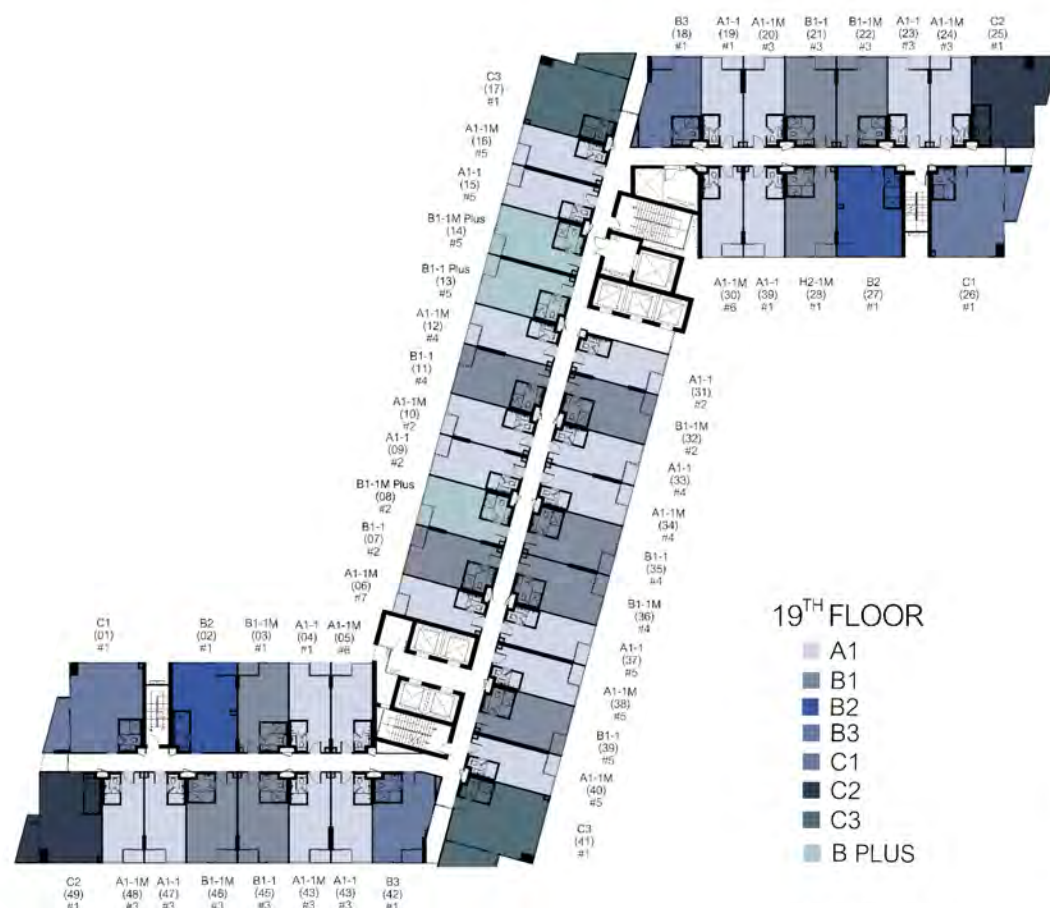 B3
(18)
#1
A1-1
(19)
#1
A1-1M
(20)
#3
B1-1
(21)
#3
B1-1M
(22)
#3
A1-1
(23)
#3
A1-1M
(24)
#3
C2
(25)
#1
C3
(17)
#1
A1-1M
(16)
#5
A1-1
(15)
#5
B1-1M Plus
(14)
#5
B1-1 Plus
(13)
#5
A1-1M
(12)
#4
B1-1
(11)
#4
A1-1M
(10)
#2
A1-1
(09)
#2
B1-1M Plus
(08)
#2
B1-1
(07)
#2
A1-1M
(06)
#7
A1-1M
(30)
#6
A1-1
(39)
#1
H2-1M
(28)
#1
B2
(27)
#1
C1
(26)
#1
A1-1
(31)
#2
B1-1M
(32)
#2
A1-1
(33)
#4
A1-1M
(34)
#4
B1-1
(35)
#4
B1-1M
(36)
#4
A1-1
(37)
#5
A1-1M
(38)
#5
B1-1
(39)
#5
A1-1M
(40)
#5
C3
(41)
#1
C1
(01)
#1
B2
(02)
#1
B1-1M
(03)
#1
A1-1
(04)
#1
A1-1M
(05)
#6
C2
(49)
#1
A1-1M
(48)
#3
A1-1
(47)
#3
B1-1M
(46)
#3
B1-1
(45)
#3
A1-1M
(43)
#3
A1-1
(43)
#3
B3
(42)
#1
19TH FLOOR
A1
B1
B2
B3
C1
C2
C3
B PLUS